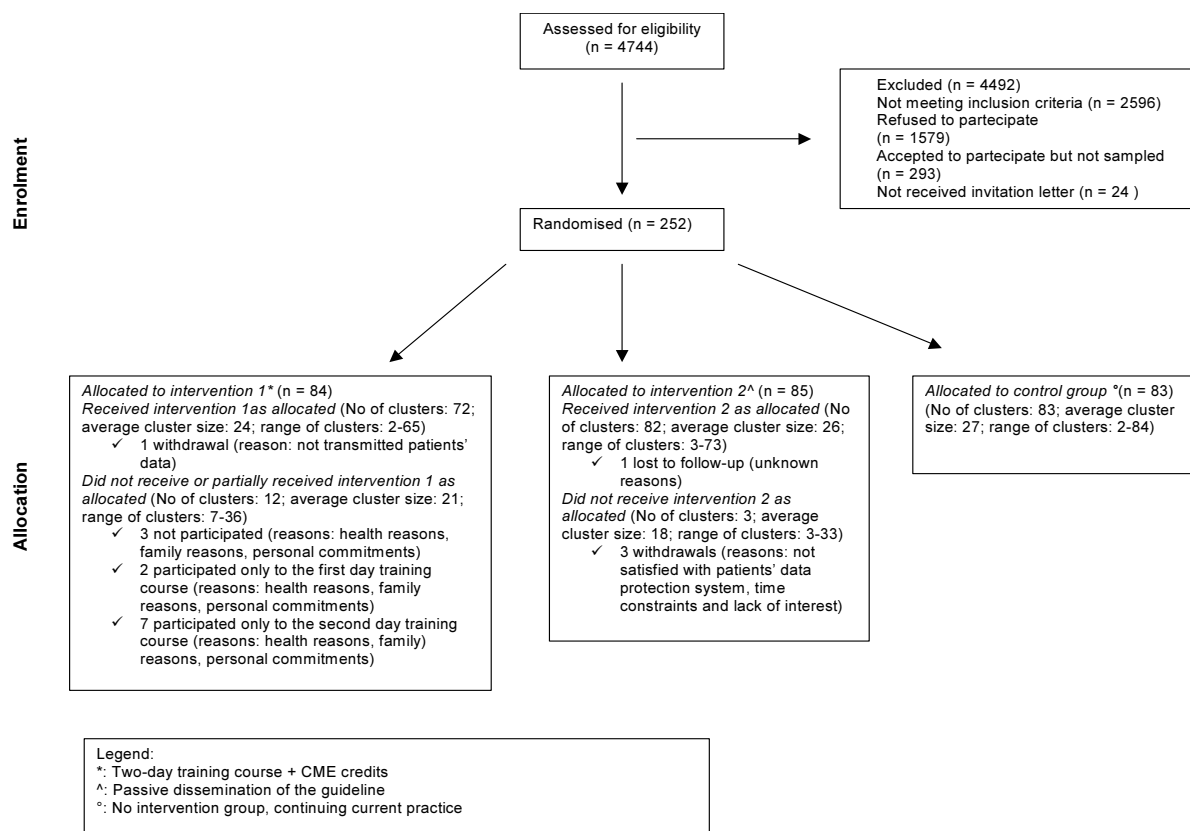 Assessed for eligibility
(n = 4744)
Excluded (n = 4492)
Not meeting inclusion criteria (n = 2596)
Refused to partecipate
(n = 1579)
Accepted to partecipate but not sampled
(n = 293)
Not received invitation letter (n = 24 )
Enrolment
Randomised (n = 252)
Allocation
Allocated to intervention 1* (n = 84)
Received intervention 1as allocated (No of clusters: 72;
average cluster size: 24; range of clusters: 2-65)
✓ 1 withdrawal (reason: not transmitted patients’
data)
Did not receive or partially received intervention 1 as
allocated (No of clusters: 12; average cluster size: 21;
range of clusters: 7-36)
✓ 3 not participated (reasons: health reasons,
family reasons, personal commitments)
✓ 2 participated only to the first day training
course (reasons: health reasons, family
reasons, personal commitments)
✓ 7 participated only to the second day training
course (reasons: health reasons, family)
reasons, personal commitments)
Allocated to intervention 2^ (n = 85)
Received intervention 2 as allocated (No
of clusters: 82; average cluster size: 26;
range of clusters: 3-73)
✓ 1 lost to follow-up (unknown
reasons)
Did not receive intervention 2 as
allocated (No of clusters: 3; average
cluster size: 18; range of clusters: 3-33)
✓ 3 withdrawals (reasons: not
satisfied with patients’ data
protection system, time
constraints and lack of interest)
Allocated to control group °(n = 83)
(No of clusters: 83; average cluster
size: 27; range of clusters: 2-84)
Legend:
*: Two-day training course + CME credits
^: Passive dissemination of the guideline
°: No intervention group, continuing current practice